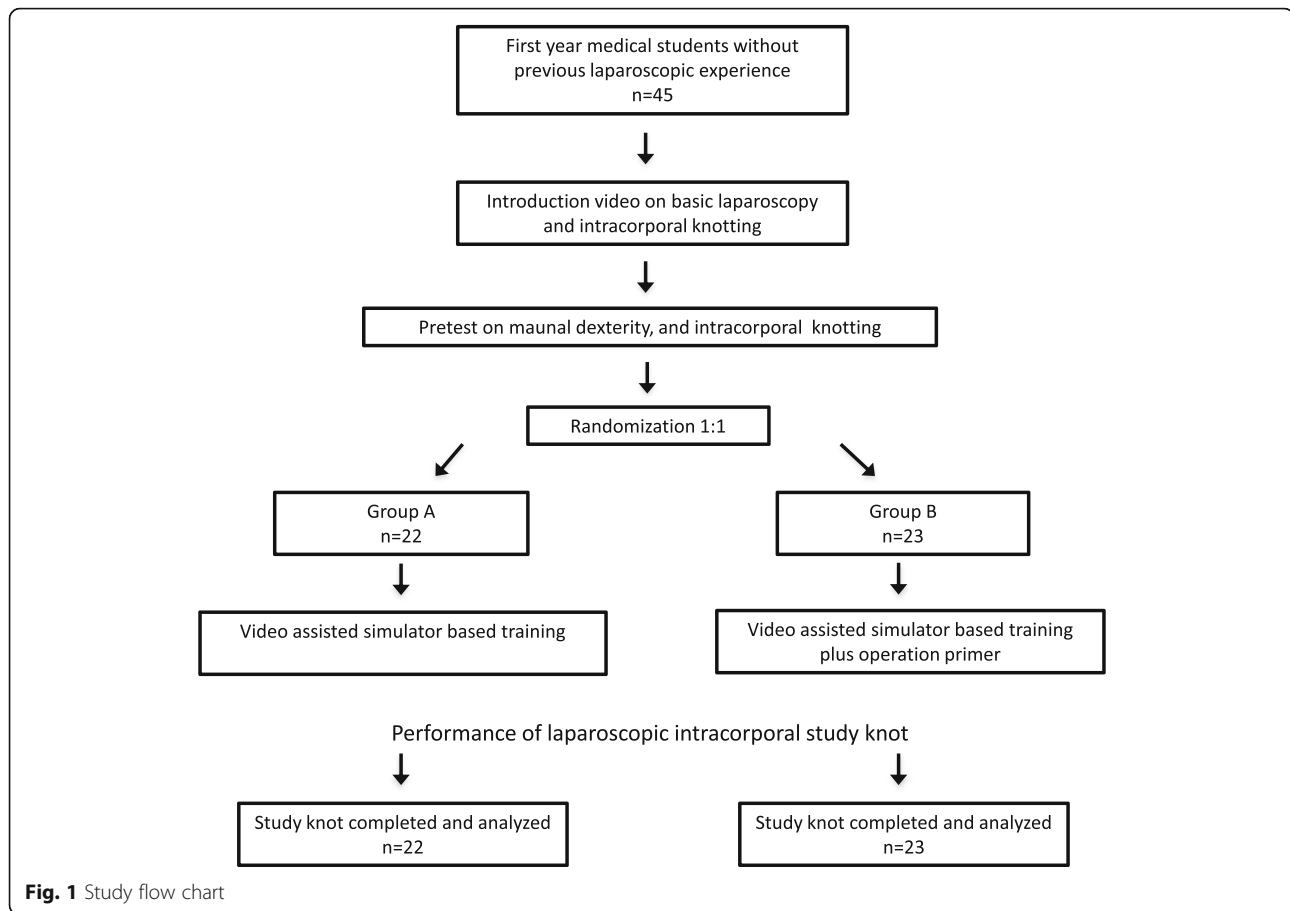 First year medical students without
previous laparoscopic experience
n=45
Introduction video on basic laparoscopy
and intracorporal knotting
Pretest on maunal dexterity, and intracorporal knotting
Randomization 1:1
Group A
n=22
Group B
n=23
Video assisted simulator based training
Video assisted simulator based training
plus operation primer
Performance of laparoscopic intracorporal study knot
Study knot completed and analyzed
n=22
Study knot completed and analyzed
n=23
Fig. 1 Study flow chart